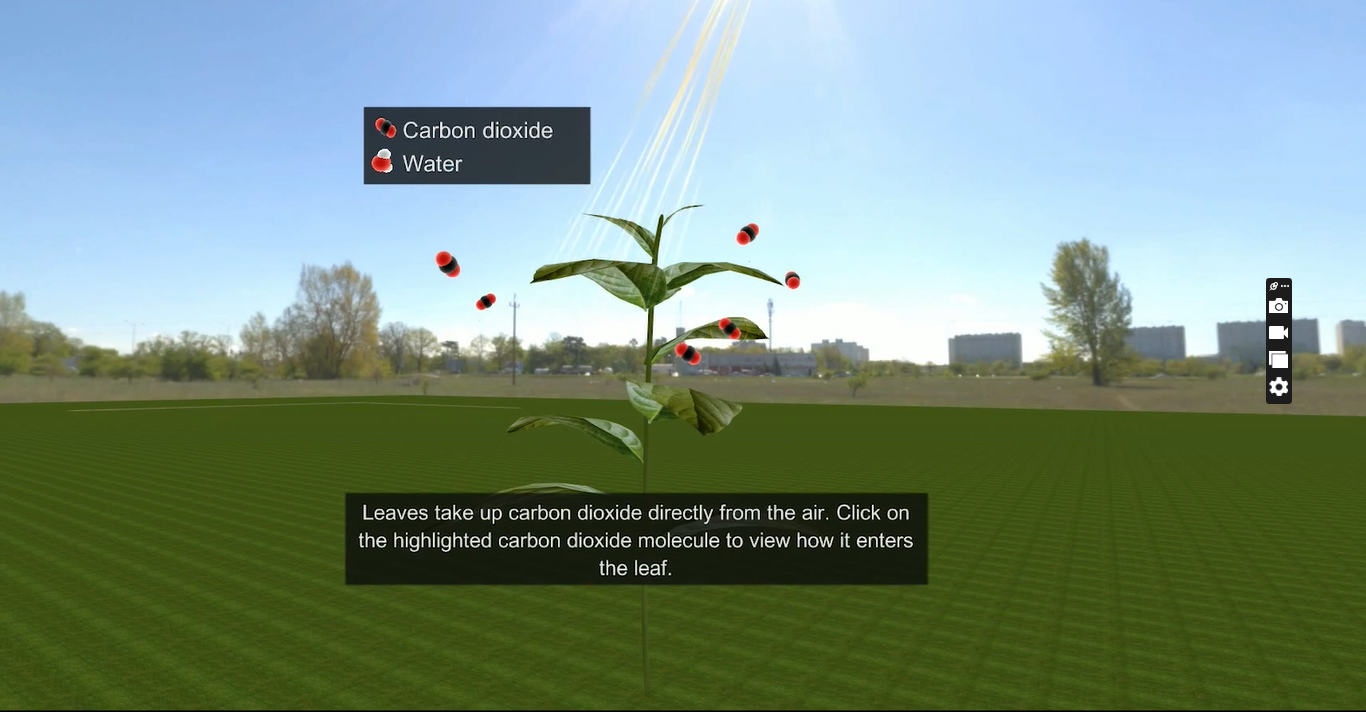 Carbon dioxide
Water
Leaves take up carbon dioxide directly from the air. Click on
the highlighted carbon dioxide molecule to view how it enters
the leaf.